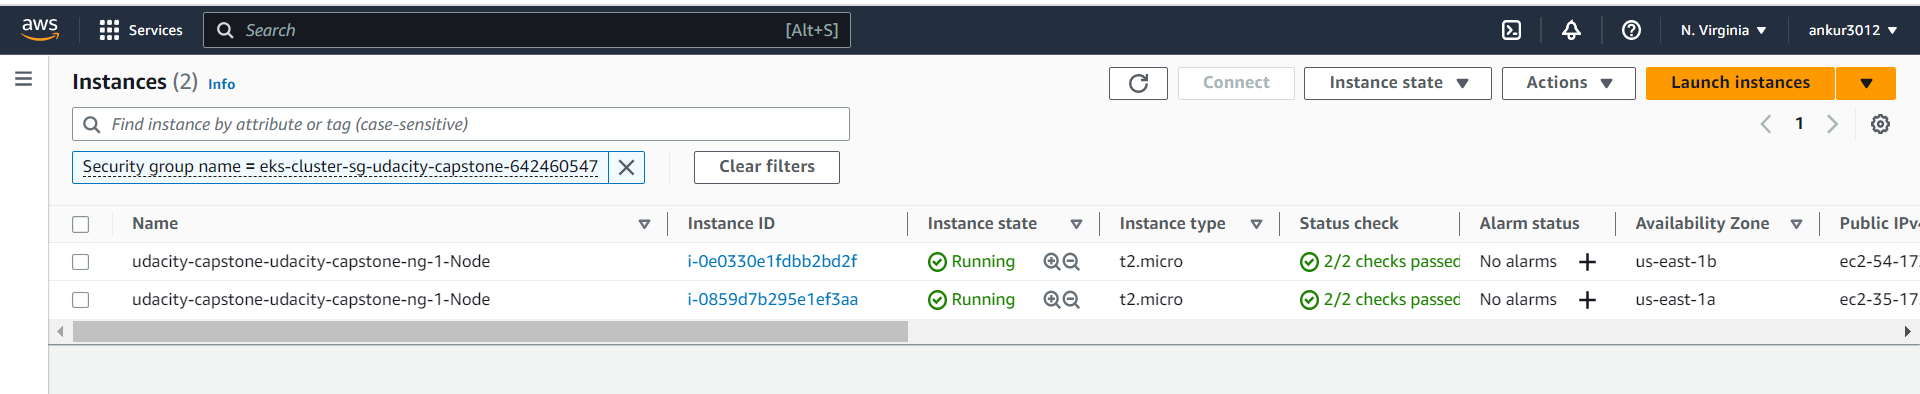 aws Services Search [Alt+S] N. Virginia ankur3012
Instances (2) Info Connect Instance state Actions Launch instances
Find instance by attribute or tag (case-sensitive) 1
Security group name = eks-cluster-sg-udacity-capstone-642460547 Clear filters
Name Instance ID Instance state Instance type Status check Alarm status Availability Zone Public IPv4
udacity-capstone-udacity-capstone-ng-1-Node i-0e0330e1fdbb2bd2f Running t2.micro 2/2 checks passed No alarms + us-east-1b ec2-54-17
udacity-capstone-udacity-capstone-ng-1-Node i-0859d7b295e1ef3aa Running t2.micro 2/2 checks passed No alarms + us-east-1a ec2-35-17